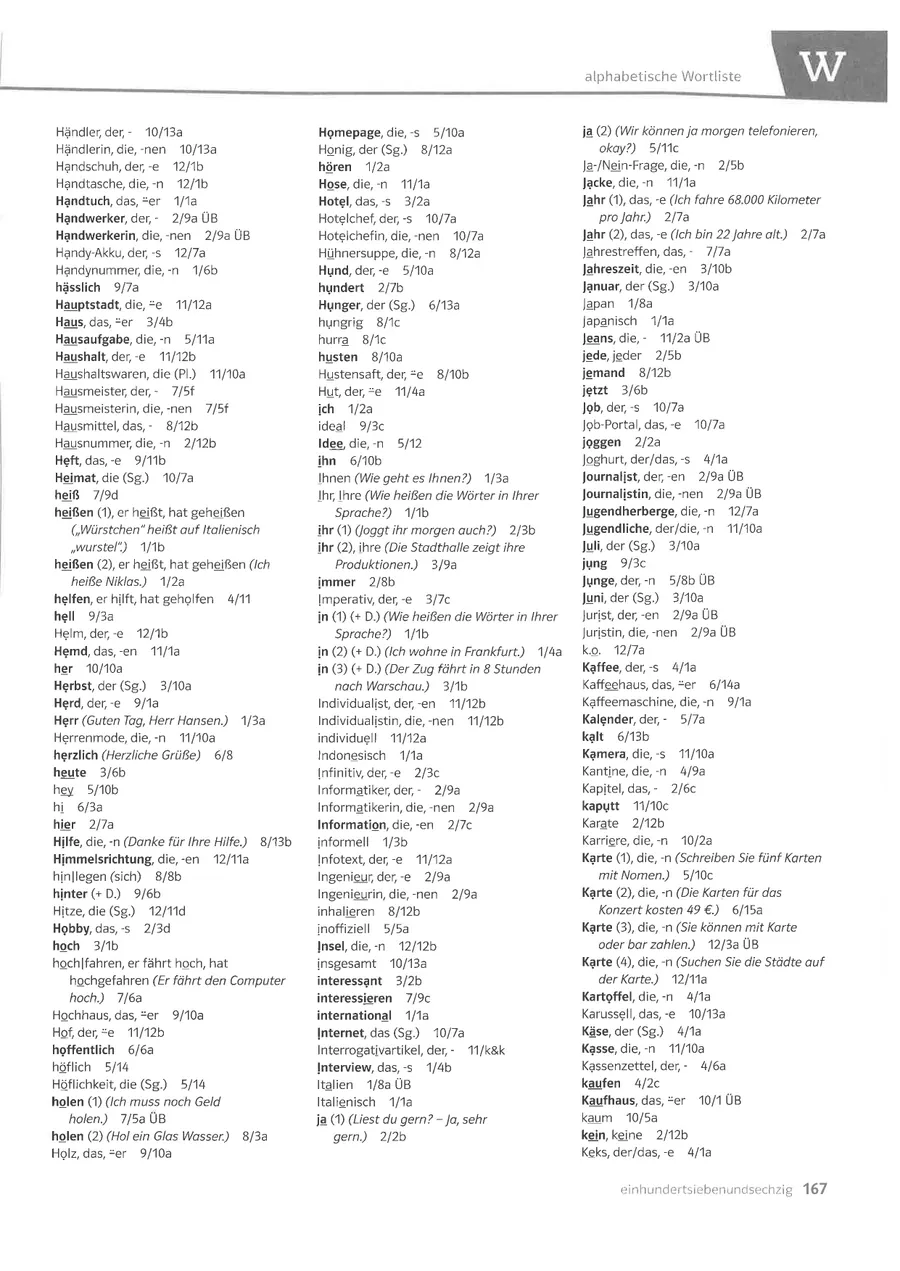 alphabetische Wortliste
W
Händler, der, - 10/13a
Händlerin, die, -nen 10/13a
Handschuh, der, -e 12/1b
Handtasche, die, -n 12/1b
Handtuch, das, ⸚er 1/1a
Handwerker, der, - 2/9a ÜB
Handwerkerin, die, -nen 2/9a ÜB
Handy-Akku, der, -s 12/7a
Handynummer, die, -n 1/6b
hässlich 9/7a
Hauptstadt, die, ⸚e 11/12a
Haus, das, ⸚er 3/4b
Hausaufgabe, die, -n 5/11a
Haushalt, der, -e 11/12b
Haushaltswaren, die (Pl.) 11/10a
Hausmeister, der, - 7/5f
Hausmeisterin, die, -nen 7/5f
Hausmittel, das, - 8/12b
Hausnummer, die, -n 2/12b
Heft, das, -e 9/11b
Heimat, die (Sg.) 10/7a
heiß 7/9d
heißen (1), er heißt, hat geheißen
(„Würstchen“ heißt auf Italienisch
„wurstel“.) 1/1b
heißen (2), er heißt, hat geheißen (Ich
heiße Niklas.) 1/2a
helfen, er hilft, hat geholfen 4/11
hell 9/3a
Helm, der, -e 12/1b
Hemd, das, -en 11/1a
her 10/10a
Herbst, der (Sg.) 3/10a
Herd, der, -e 9/1a
Herr (Guten Tag, Herr Hansen.) 1/3a
Herrenmode, die, -n 11/10a
herzlich (Herzliche Grüße) 6/8
heute 3/6b
hey 5/10b
hi 6/3a
hier 2/7a
Hilfe, die, -n (Danke für Ihre Hilfe.) 8/13b
Himmelsrichtung, die, -en 12/11a
hin|legen (sich) 8/8b
hinter (+ D.) 9/6b
Hitze, die (Sg.) 12/11d
Hobby, das, -s 2/3d
hoch 3/1b
hoch|fahren, er fährt hoch, hat
hochgefahren (Er fährt den Computer
hoch.) 7/6a
Hochhaus, das, ⸚er 9/10a
Hof, der, ⸚e 11/12b
hoffentlich 6/6a
höflich 5/14
Höflichkeit, die (Sg.) 5/14
holen (1) (Ich muss noch Geld
holen.) 7/5a ÜB
holen (2) (Hol ein Glas Wasser.) 8/3a
Holz, das, ⸚er 9/10a
Homepage, die, -s 5/10a
Honig, der (Sg.) 8/12a
hören 1/2a
Hose, die, -n 11/1a
Hotel, das, -s 3/2a
Hotelchef, der, -s 10/7a
Hotelchefin, die, -nen 10/7a
Hühnersuppe, die, -n 8/12a
Hund, der, -e 5/10a
hundert 2/7b
Hunger, der (Sg.) 6/13a
hungrig 8/1c
hurra 8/1c
husten 8/10a
Hustensaft, der, ⸚e 8/10b
Hut, der, ⸚e 11/4a
ich 1/2a
ideal 9/3c
Idee, die, -n 5/12
ihn 6/10b
Ihnen (Wie geht es Ihnen?) 1/3a
Ihr, Ihre (Wie heißen die Wörter in Ihrer
Sprache?) 1/1b
ihr (1) (Joggt ihr morgen auch?) 2/3b
ihr (2), ihre (Die Stadthalle zeigt ihre
Produktionen.) 3/9a
immer 2/8b
Imperativ, der, -e 3/7c
in (1) (+ D.) (Wie heißen die Wörter in Ihrer
Sprache?) 1/1b
in (2) (+ D.) (Ich wohne in Frankfurt.) 1/4a
in (3) (+ D.) (Der Zug fährt in 8 Stunden
nach Warschau.) 3/1b
Individualist, der, -en 11/12b
Individualistin, die, -nen 11/12b
individuell 11/12a
Indonesisch 1/1a
Infinitiv, der, -e 2/3c
Informatiker, der, - 2/9a
Informatikerin, die, -nen 2/9a
Information, die, -en 2/7c
informell 1/3b
Infotext, der, -e 11/12a
Ingenieur, der, -e 2/9a
Ingenieurin, die, -nen 2/9a
inhalieren 8/12b
inoffiziell 5/5a
Insel, die, -n 12/12b
insgesamt 10/13a
interessant 3/2b
interessieren 7/9c
international 1/1a
Internet, das (Sg.) 10/7a
Interrogativartikel, der, - 11/k&k
Interview, das, -s 1/4b
Italien 1/8a ÜB
Italienisch 1/1a
ja (1) (Liest du gern? – Ja, sehr
gern.) 2/2b
ja (2) (Wir können ja morgen telefonieren,
okay?) 5/11c
Ja-/Nein-Frage, die, -n 2/5b
Jacke, die, -n 11/1a
Jahr (1), das, -e (Ich fahre 68.000 Kilometer
pro Jahr.) 2/7a
Jahr (2), das, -e (Ich bin 22 Jahre alt.) 2/7a
Jahrestreffen, das, - 7/7a
Jahreszeit, die, -en 3/10b
Januar, der (Sg.) 3/10a
Japan 1/8a
Japanisch 1/1a
Jeans, die, - 11/2a ÜB
jede, jeder 2/5b
jemand 8/12b
jetzt 3/6b
Job, der, -s 10/7a
Job-Portal, das, -e 10/7a
joggen 2/2a
Joghurt, der/das, -s 4/1a
Journalist, der, -en 2/9a ÜB
Journalistin, die, -nen 2/9a ÜB
Jugendherberge, die, -n 12/7a
Jugendliche, der/die, -n 11/10a
Juli, der (Sg.) 3/10a
jung 9/3c
Junge, der, -n 5/8b ÜB
Juni, der (Sg.) 3/10a
Jurist, der, -en 2/9a ÜB
Juristin, die, -nen 2/9a ÜB
k.o. 12/7a
Kaffee, der, -s 4/1a
Kaffeehaus, das, ⸚er 6/14a
Kaffeemaschine, die, -n 9/1a
Kalender, der, - 5/7a
kalt 6/13b
Kamera, die, -s 11/10a
Kantine, die, -n 4/9a
Kapitel, das, - 2/6c
kaputt 11/10c
Karate 2/12b
Karriere, die, -n 10/2a
Karte (1), die, -n (Schreiben Sie fünf Karten
mit Nomen.) 5/10c
Karte (2), die, -n (Die Karten für das
Konzert kosten 49 €.) 6/15a
Karte (3), die, -n (Sie können mit Karte
oder bar zahlen.) 12/3a ÜB
Karte (4), die, -n (Suchen Sie die Städte auf
der Karte.) 12/11a
Kartoffel, die, -n 4/1a
Karussell, das, -e 10/13a
Käse, der (Sg.) 4/1a
Kasse, die, -n 11/10a
Kassenzettel, der, - 4/6a
kaufen 4/2c
Kaufhaus, das, ⸚er 10/1 ÜB
kaum 10/5a
kein, keine 2/12b
Keks, der/das, -e 4/1a
einhundertsiebenundsechzig 167